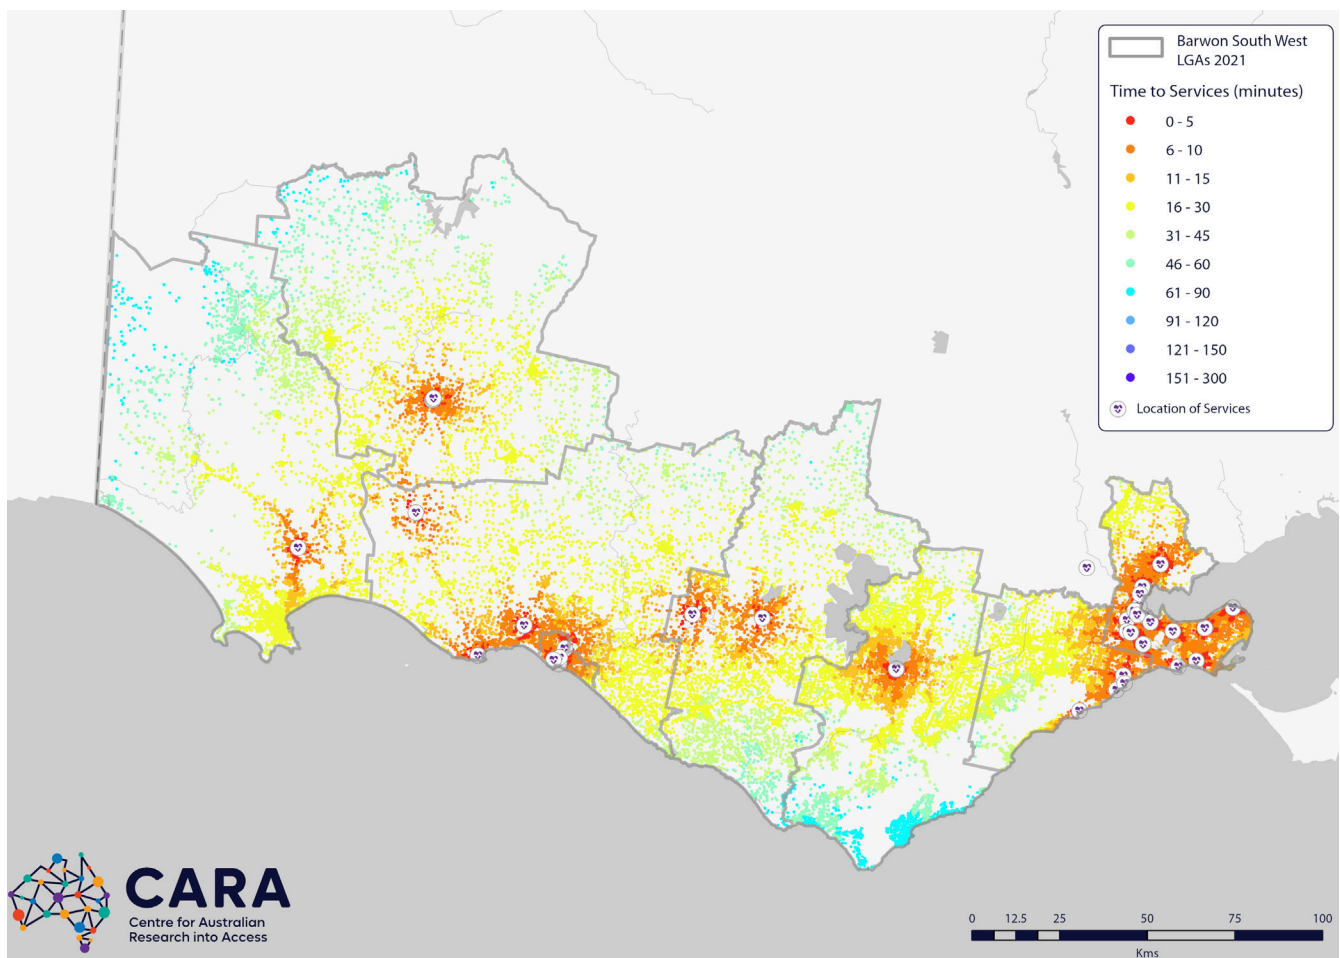 Barwon South West
LGAs 2021
Time to Services (minutes)
0 - 5
6 - 10
11 - 15
16 - 30
31 - 45
46 - 60
61 - 90
91 - 120
121 - 150
151 - 300
Location of Services
CARA
Centre for Australian
Research into Access
0 12.5 25 50 75 100
Kms